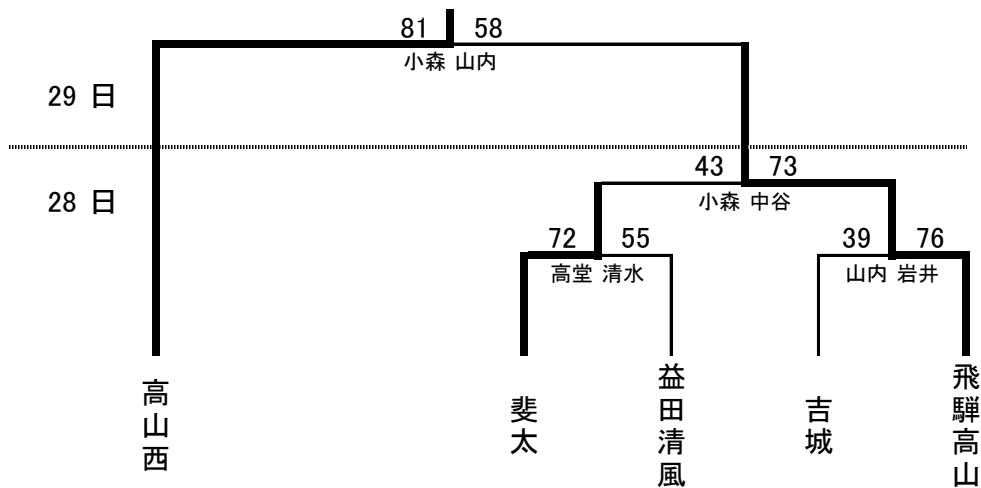 81 58
小森 山内
29 日
43 73
28 日
小森 中谷
72 55
39 76
高堂 清水
山内 岩井
高山西
斐太
益田清風
吉城
飛騨高山